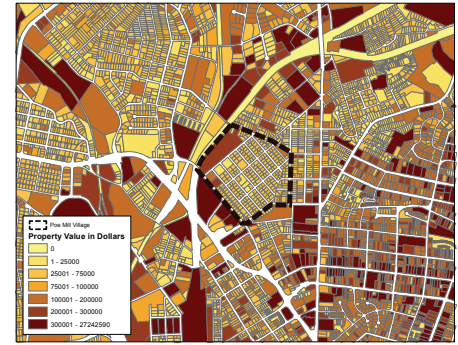 Poe Mill Village
Property Value in Dollars
0
1 - 25000
25001 - 75000
75001 - 100000
100001 - 200000
200001 - 300000
300001 - 27242590